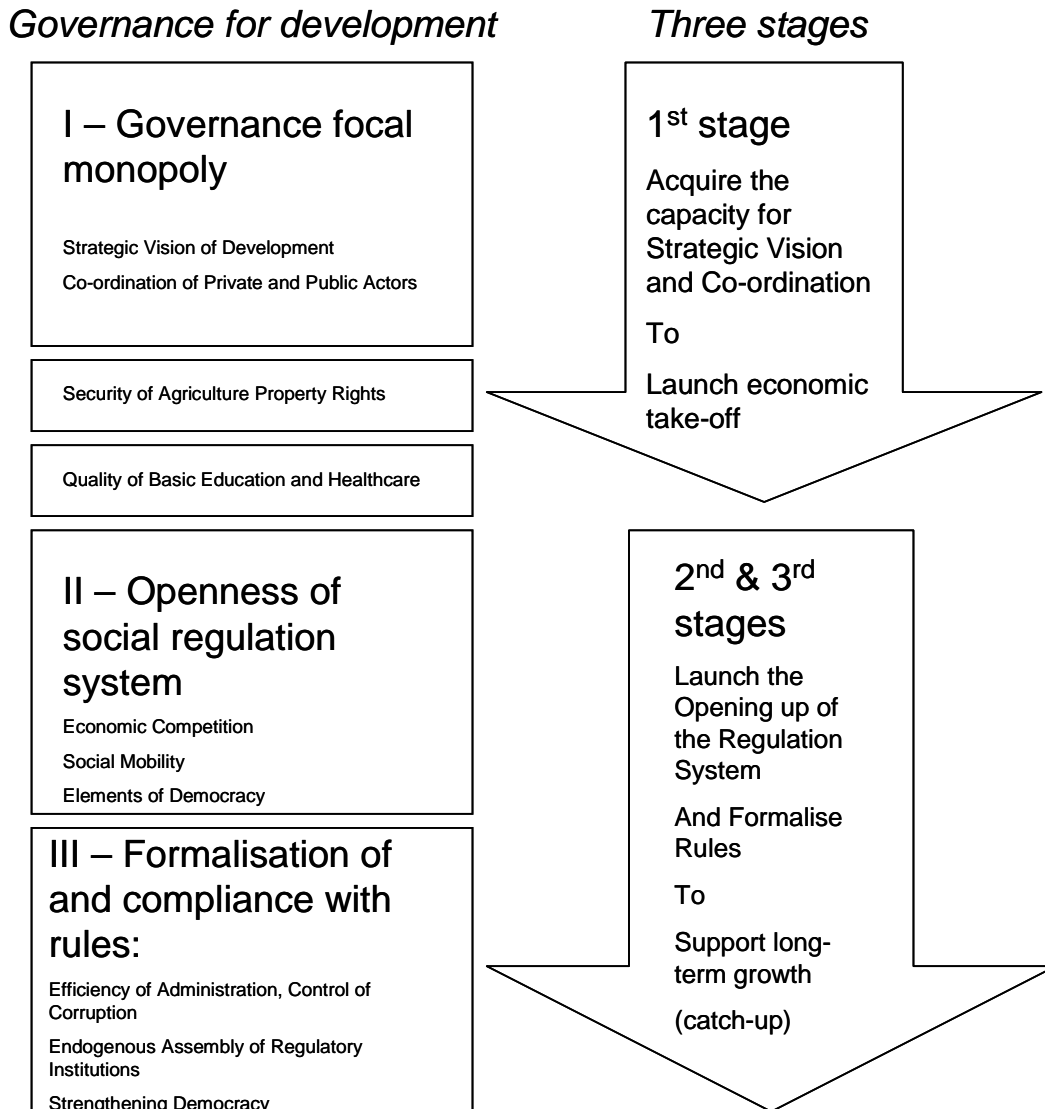 Governance for development
Three stages
I – Governance focal
monopoly
Strategic Vision of Development
Co-ordination of Private and Public Actors
Security of Agriculture Property Rights
Quality of Basic Education and Healthcare
II – Openness of
social regulation
system
Economic Competition
Social Mobility
Elements of Democracy
III – Formalisation of
and compliance with
rules:
Efficiency of Administration, Control of
Corruption
Endogenous Assembly of Regulatory
Institutions
Strengthening Democracy
1st stage
Acquire the
capacity for
Strategic Vision
and Co-ordination
To
Launch economic
take-off
2nd & 3rd
stages
Launch the
Opening up of
the Regulation
System
And Formalise
Rules
To
Support long-
term growth
(catch-up)